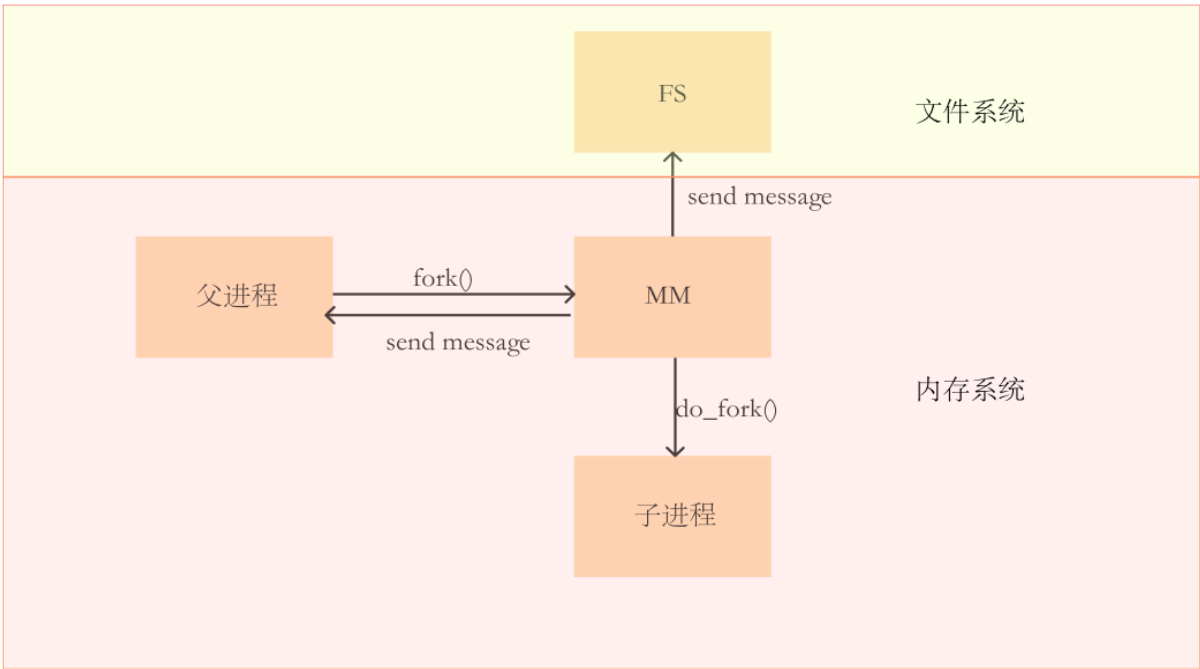 FS
文件系统
send message
fork()
父进程
MM
send message
内存系统
do_fork()
子进程